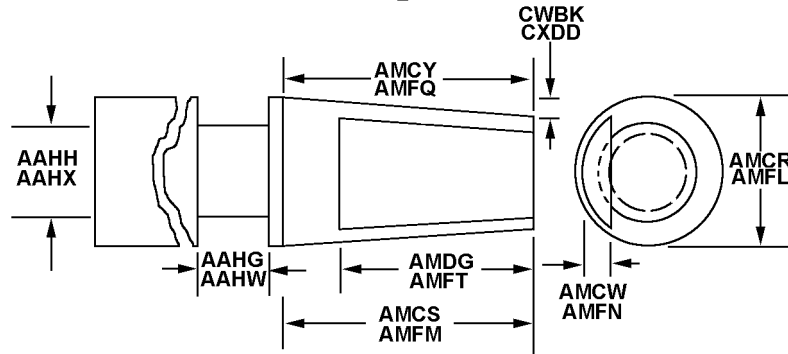 CWBK
CXDD
AMCY
AMFQ
AAHH
AAHX
AMCR
AMFL
AAHG
AAHW
AMDG
AMFT
AMCW
AMFN
AMCS
AMFM